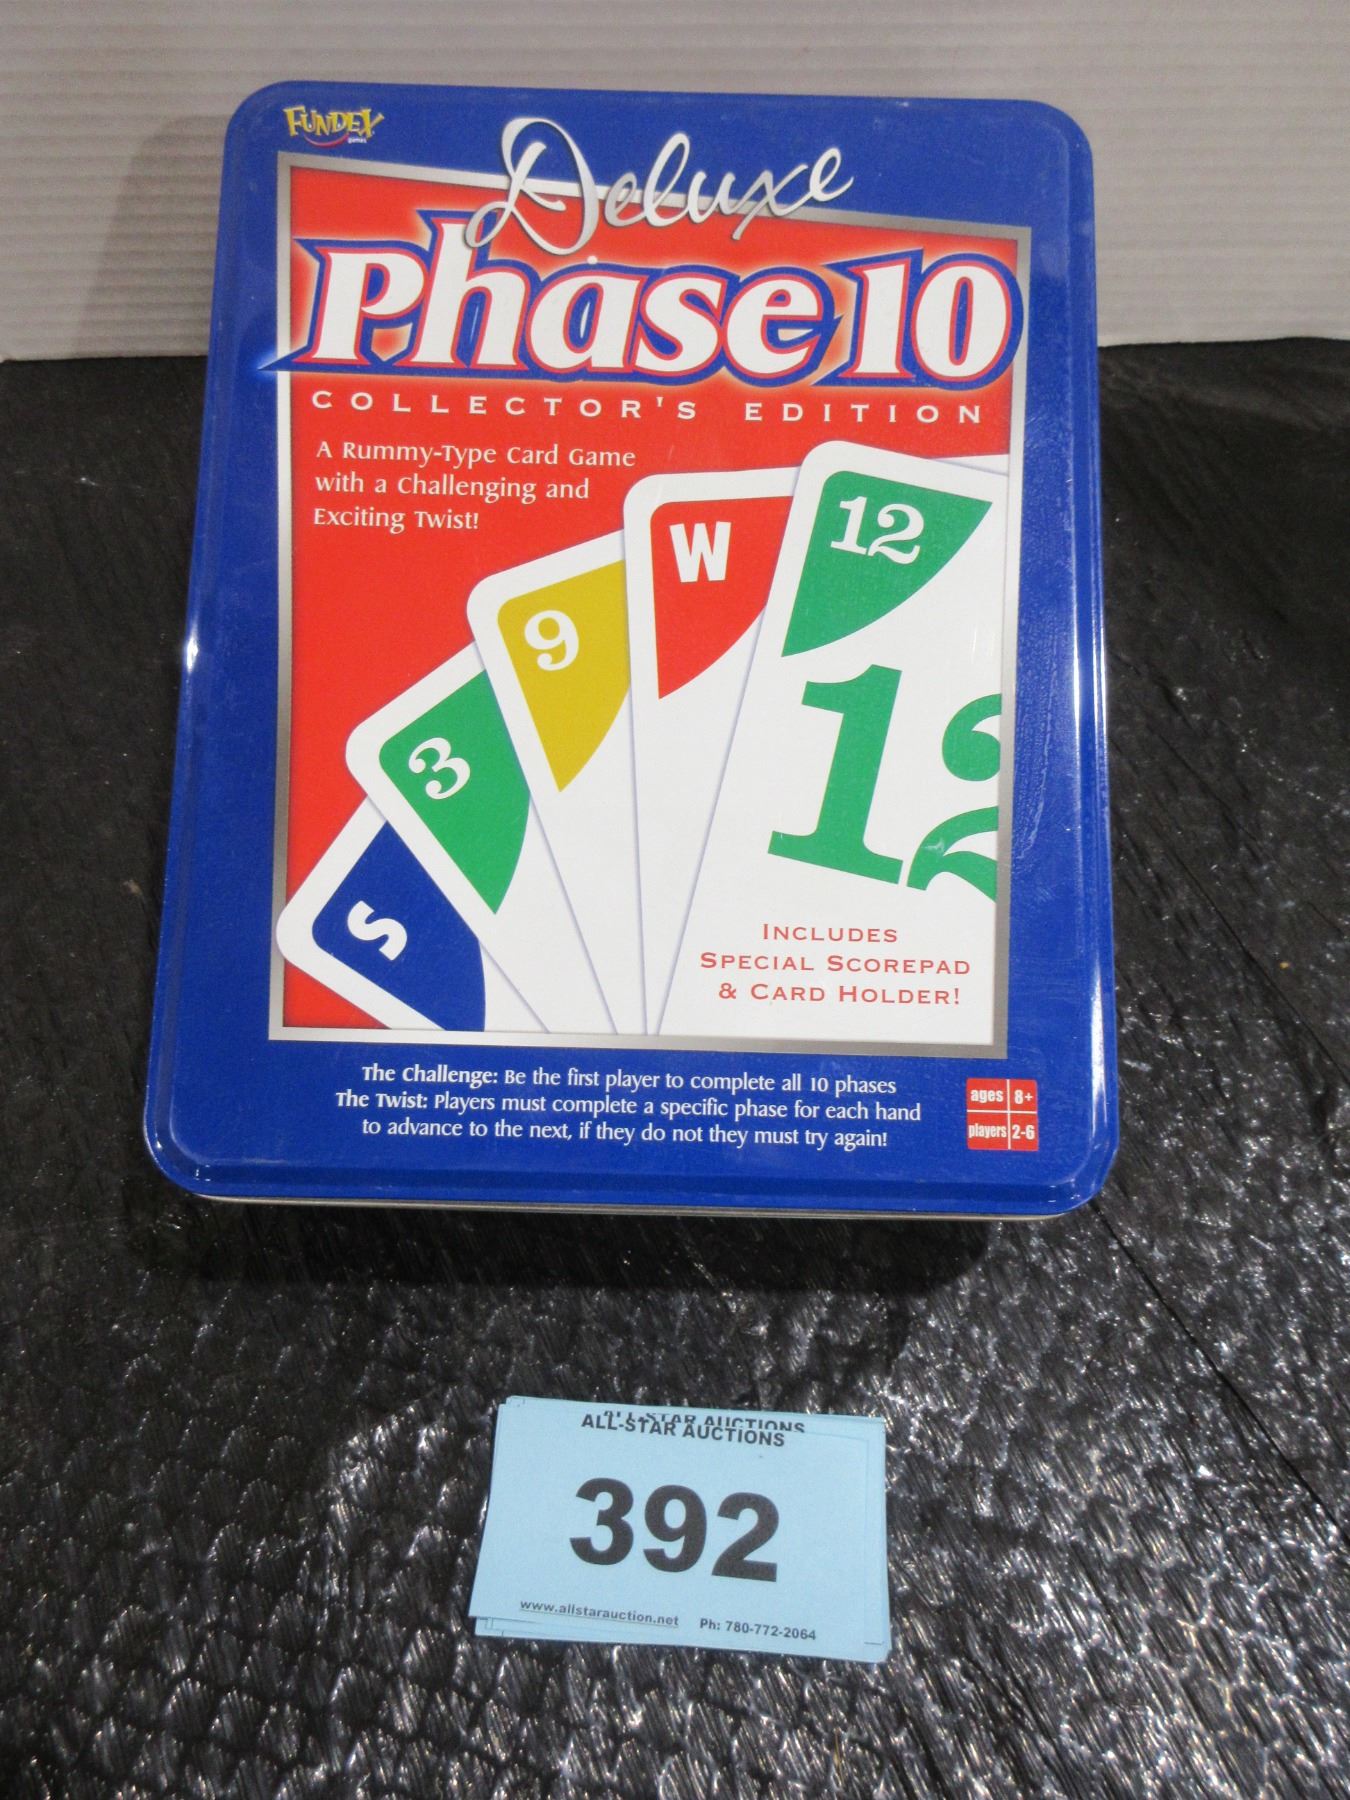 FUNDEX
games
Deluxe
Phase 10
COLLECTOR'S EDITION
A Rummy-Type Card Game
with a Challenging and
Exciting Twist!
12
W
9
3
S
12
INCLUDES
SPECIAL SCOREPAD
& CARD HOLDER!
The Challenge: Be the first player to complete all 10 phases
The Twist: Players must complete a specific phase for each hand
to advance to the next, if they do not they must try again!
ages 8+
players 2-6
ALL-STAR AUCTIONS
ALL-STAR AUCTIONS
392
www.allstarauction.net Ph: 780-772-2064